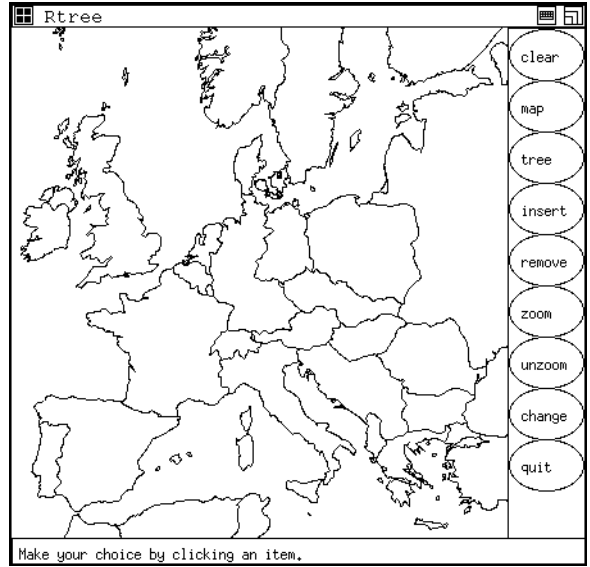 Rtree
clear
map
tree
insert
remove
zoom
unzoom
change
quit
Make your choice by clicking an item.